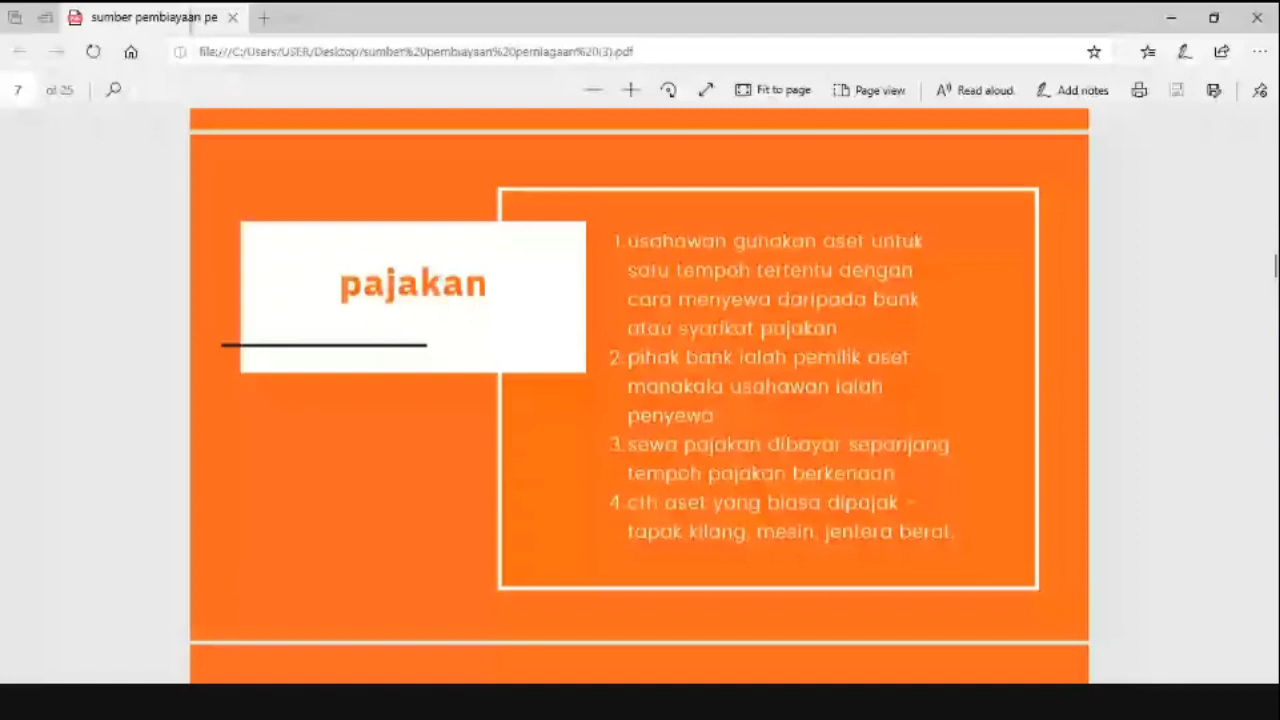 sumber pembiayaan pe
file:///C:/Users/USER/Desktop/sumber%20pembiayaan%20perniagaan%20(3).pdf
7 of 25 Fit to page Page view Read aloud Add notes
pajakan
1. usahawan gunakan aset untuk
satu tempoh tertentu dengan
cara menyewa daripada bank
atau syarikat pajakan
2. pihak bank ialah pemilik aset
manakala usahawan ialah
penyewa
3. sewa pajakan dibayar sepanjang
tempoh pajakan berkenaan
4. cth aset yang biasa dipajak -
tapak kilang, mesin, jentera berat.